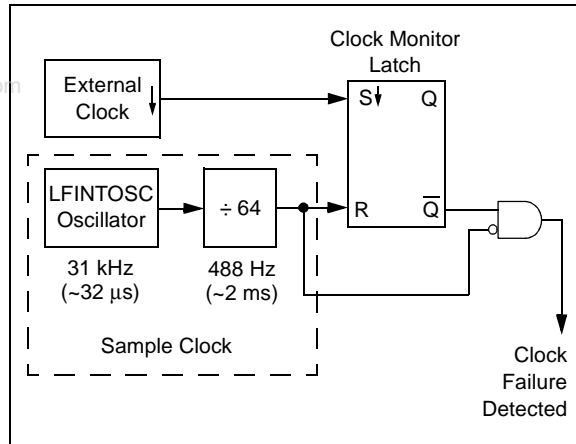 Clock Monitor
Latch
om
External
Clock
S
Q
LFINTOSC
Oscillator
÷ 64
R
Q
31 kHz
(~32 μs)
488 Hz
(~2 ms)
Sample Clock
Clock
Failure
Detected